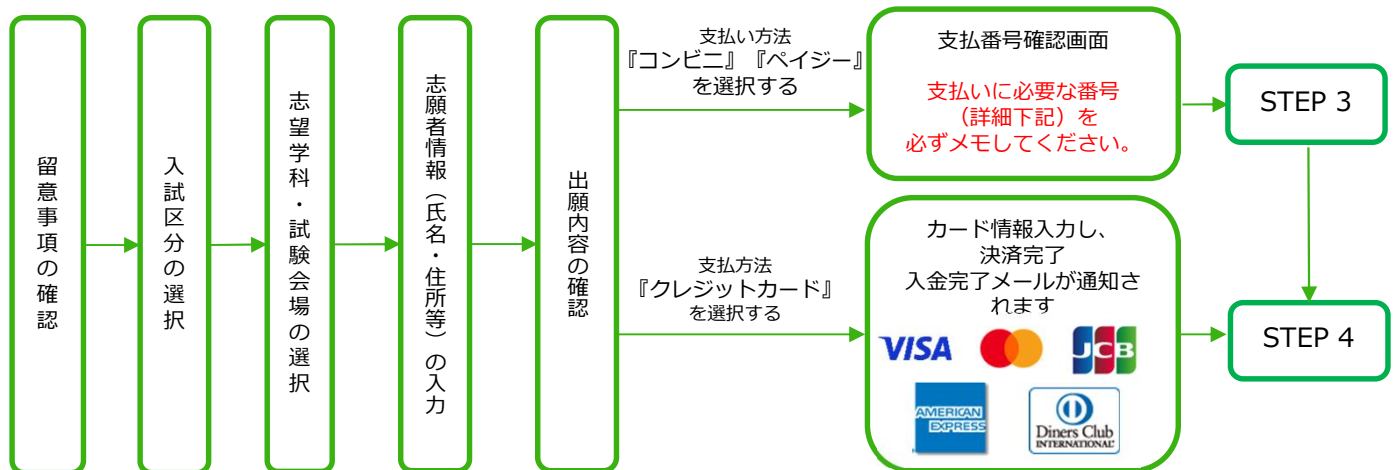 留意事項の確認
入試区分の選択
志望学科・試験会場の選択
志願者情報（氏名・住所等）の入力
出願内容の確認
支払い方法
『コンビニ』『ペイジー』
を選択する
支払番号確認画面
支払いに必要な番号
（詳細下記）を
必ずメモしてください。
STEP 3
支払方法
『クレジットカード』
を選択する
カード情報入力し、
決済完了
入金完了メールが通知さ
れます
VISA
JCB
AMERICAN
EXPRESS
Diners Club
INTERNATIONAL
STEP 4